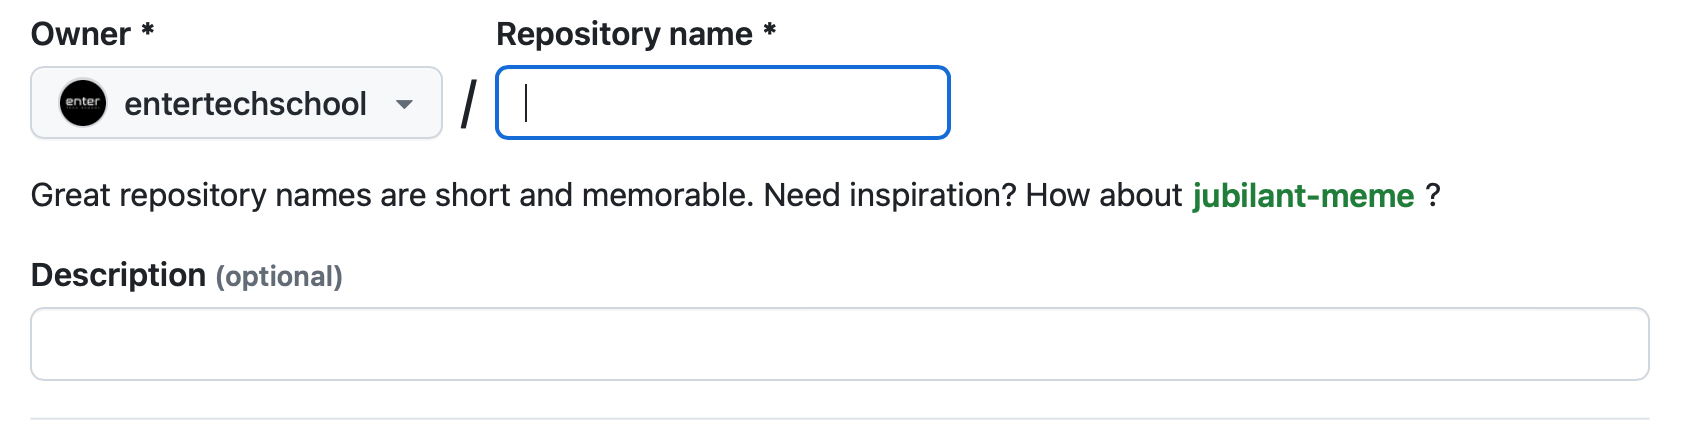 Owner *
Repository name *
enter
entertechschool
/
Great repository names are short and memorable. Need inspiration? How about jubilant-meme ?
Description (optional)